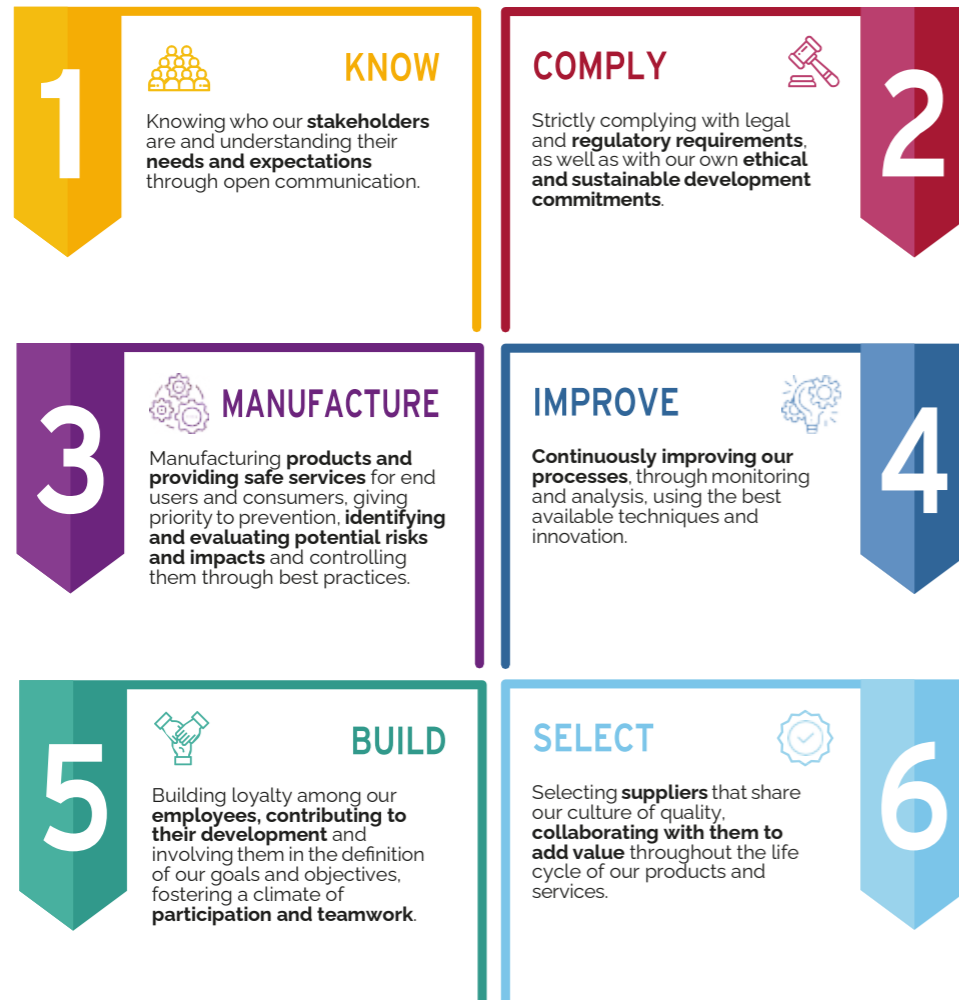 1
KNOW
Knowing who our stakeholders
are and understanding their
needs and expectations
through open communication.
2
COMPLY
Strictly complying with legal
and regulatory requirements,
as well as with our own ethical
and sustainable development
commitments.
3
MANUFACTURE
Manufacturing products and
providing safe services for end
users and consumers, giving
priority to prevention, identifying
and evaluating potential risks
and impacts and controlling
them through best practices.
4
IMPROVE
Continuously improving our
processes, through monitoring
and analysis, using the best
available techniques and
innovation.
5
BUILD
Building loyalty among our
employees, contributing to
their development and
involving them in the definition
of our goals and objectives,
fostering a climate of
participation and teamwork.
6
SELECT
Selecting suppliers that share
our culture of quality,
collaborating with them to
add value throughout the life
cycle of our products and
services.